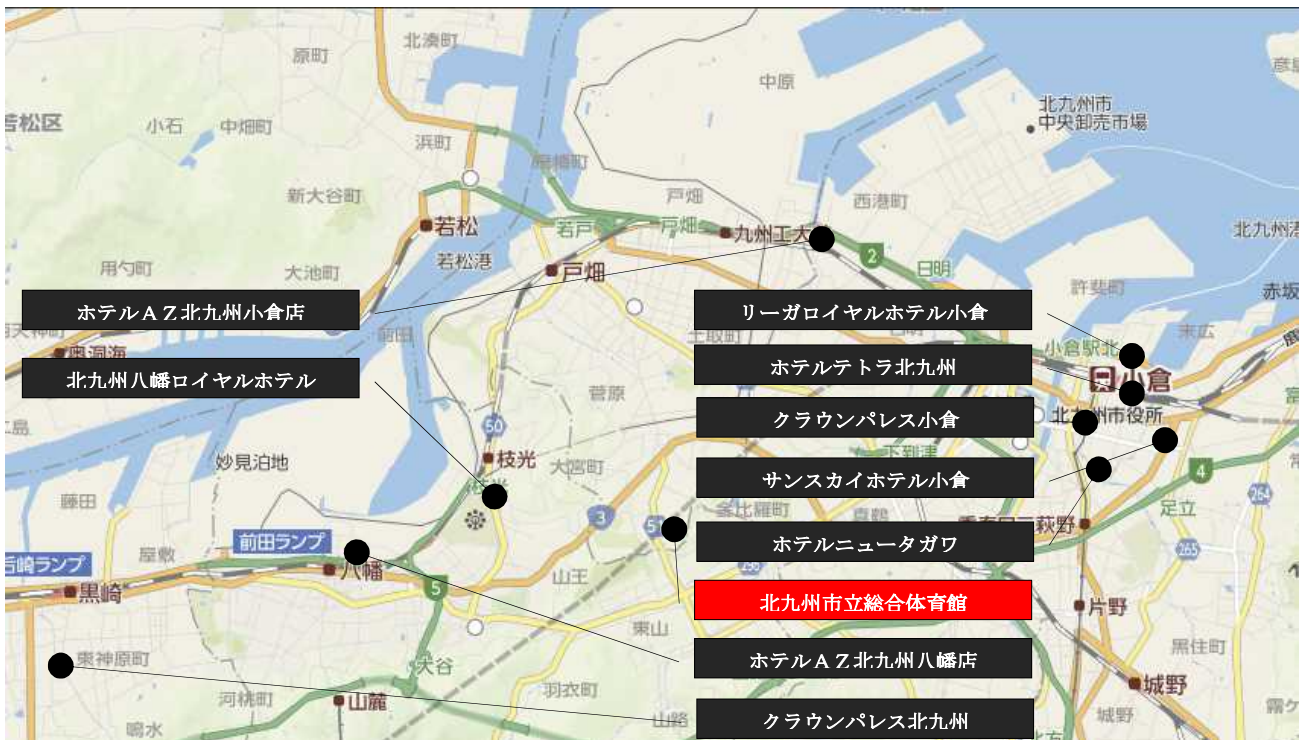 北湊町
原町
中原
北九州市
中央卸売市場
若松区
小石
中畑町
浜町
新大谷町
戸畑
西港町
若松
若戸
戸畑
九州工大
2
日明
若松港
用勺町
大池町
戸畑
許斐町
赤坂
ホテルＡＺ北九州小倉店
リーガロイヤルホテル小倉
末広
前田
小倉駅北
奥洞海
北九州八幡ロイヤルホテル
ホテルテトラ北九州
小倉
菅原
クラウンパレス小倉
北九州市役所
50
枝光
大宮町
下到津
妙見泊地
サンスカイホテル小倉
4
264
藤田
3
足立
前田ランプ
屋敷
ホテルニュータガワ
265
八幡
山王
黒崎
5
北九州市立総合体育館
片野
東山
黒住町
東神原町
大谷
ホテルＡＺ北九州八幡店
河桃町
山麓
羽衣町
城野
鳴水
山路
クラウンパレス北九州
城野